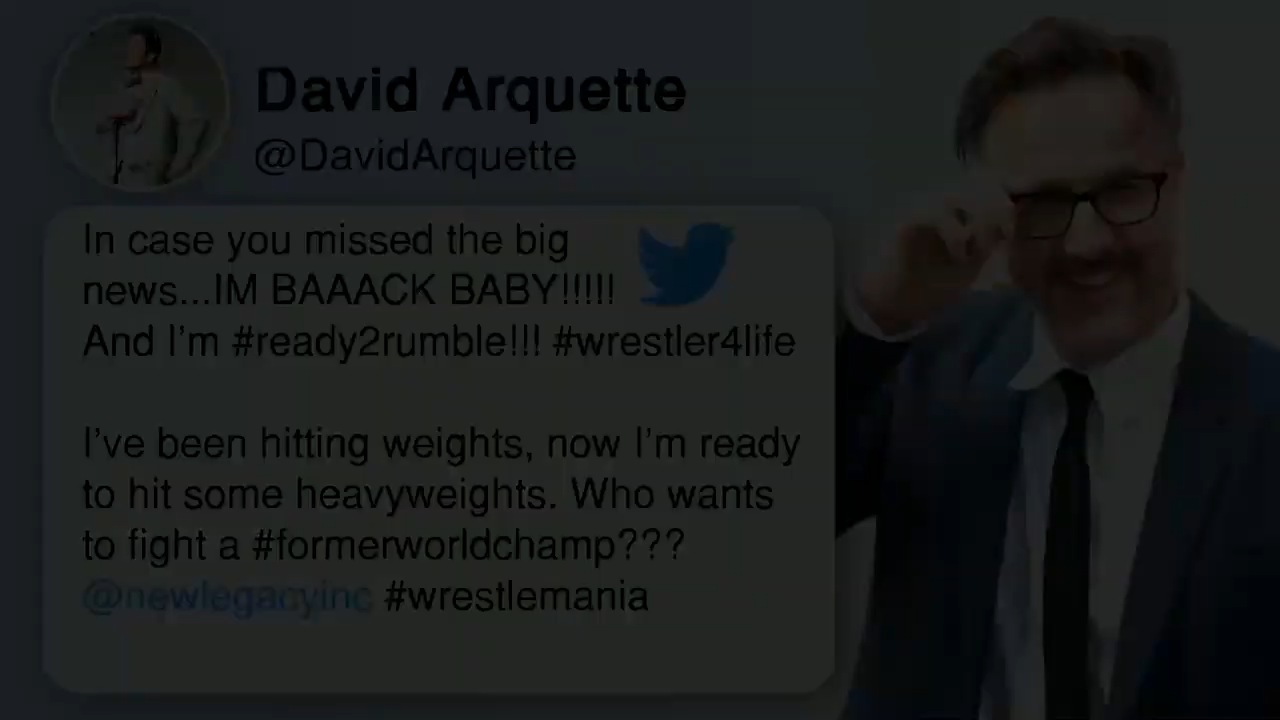 David Arquette
@DavidArquette
In case you missed the big
news...IM BAAACK BABY!!!!!
And I'm #ready2rumble!!! #wrestler4life
I've been hitting weights, now I'm ready
to hit some heavyweights. Who wants
to fight a #formerworldchamp???
@newlegacyinc #wrestlemania